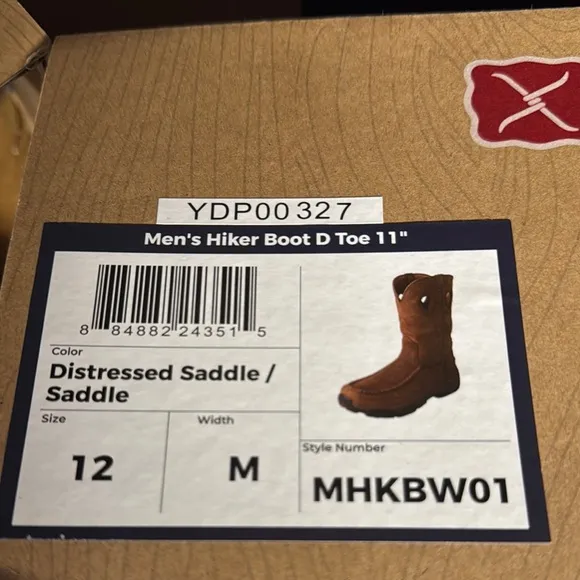 YDP00327
Men's Hiker Boot D Toe 11"
8 84882 24351 5
Color
Distressed Saddle /
Saddle
Size
Width
12
M
Style Number
MHKBW01